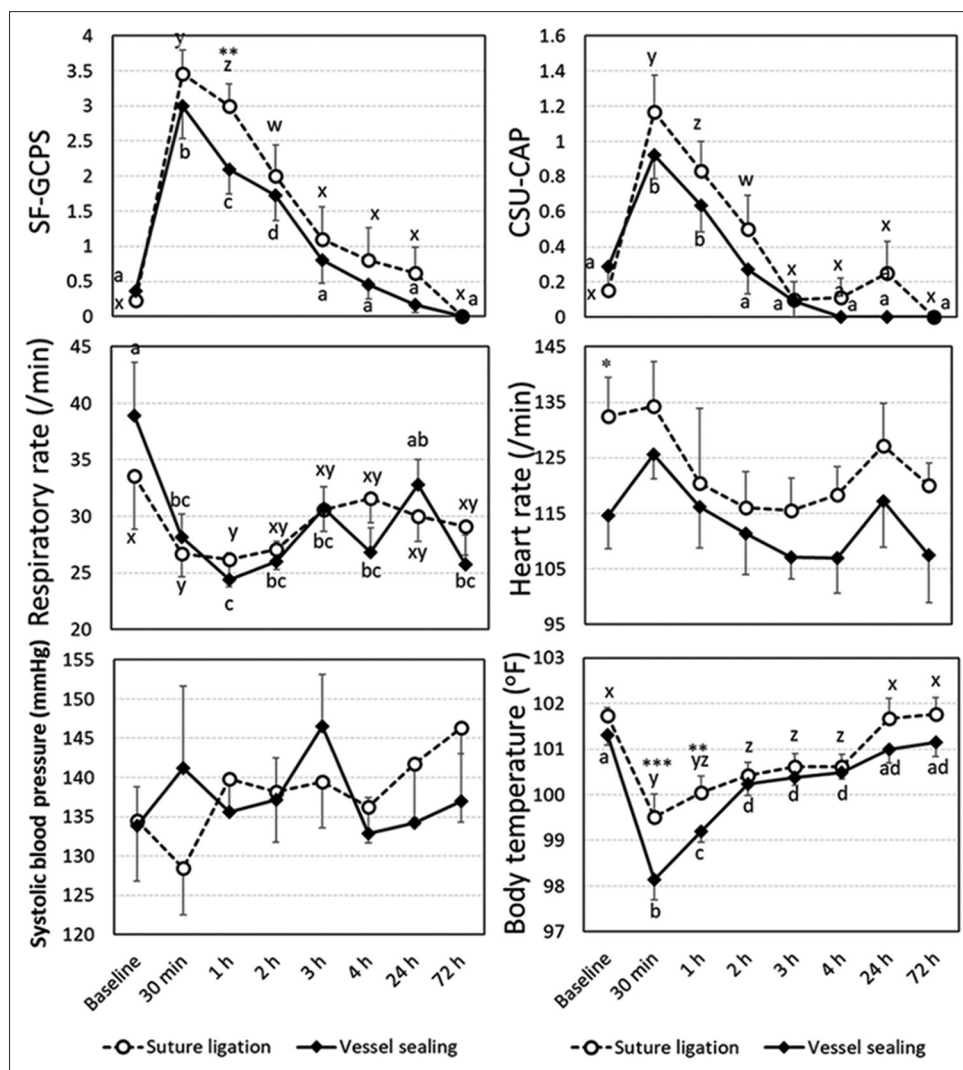 SF-GCPS
4
3.5
3
2.5
2
1.5
1
0.5
0
y
**
z
w
x
x
x
x
a
a
x
b
c
d
a
a
a
CSU-CAP
1.6
1.4
1.2
1
0.8
0.6
0.4
0.2
0
y
z
w
x
x
x
x
a
a
x
b
b
a
a
a
a
a
a
Respiratory rate (/min)
45
40
35
30
25
20
a
x
bc
y
y
c
xy
bc
xy
bc
xy
bc
ab
xy
xy
bc
Heart rate (/min)
145
135
125
115
105
95
*
Systolic blood pressure (mmHg)
155
150
145
140
135
130
125
120
Baseline
30 min
1 h
2 h
3 h
4 h
24 h
72 h
Body temperature (°F)
103
102
101
100
99
98
97
x
a
***
y
b
**
yz
c
z
d
z
d
z
d
x
ad
x
ad
Baseline
30 min
1 h
2 h
3 h
4 h
24 h
72 h
Suture ligation
Vessel sealing
Suture ligation
Vessel sealing